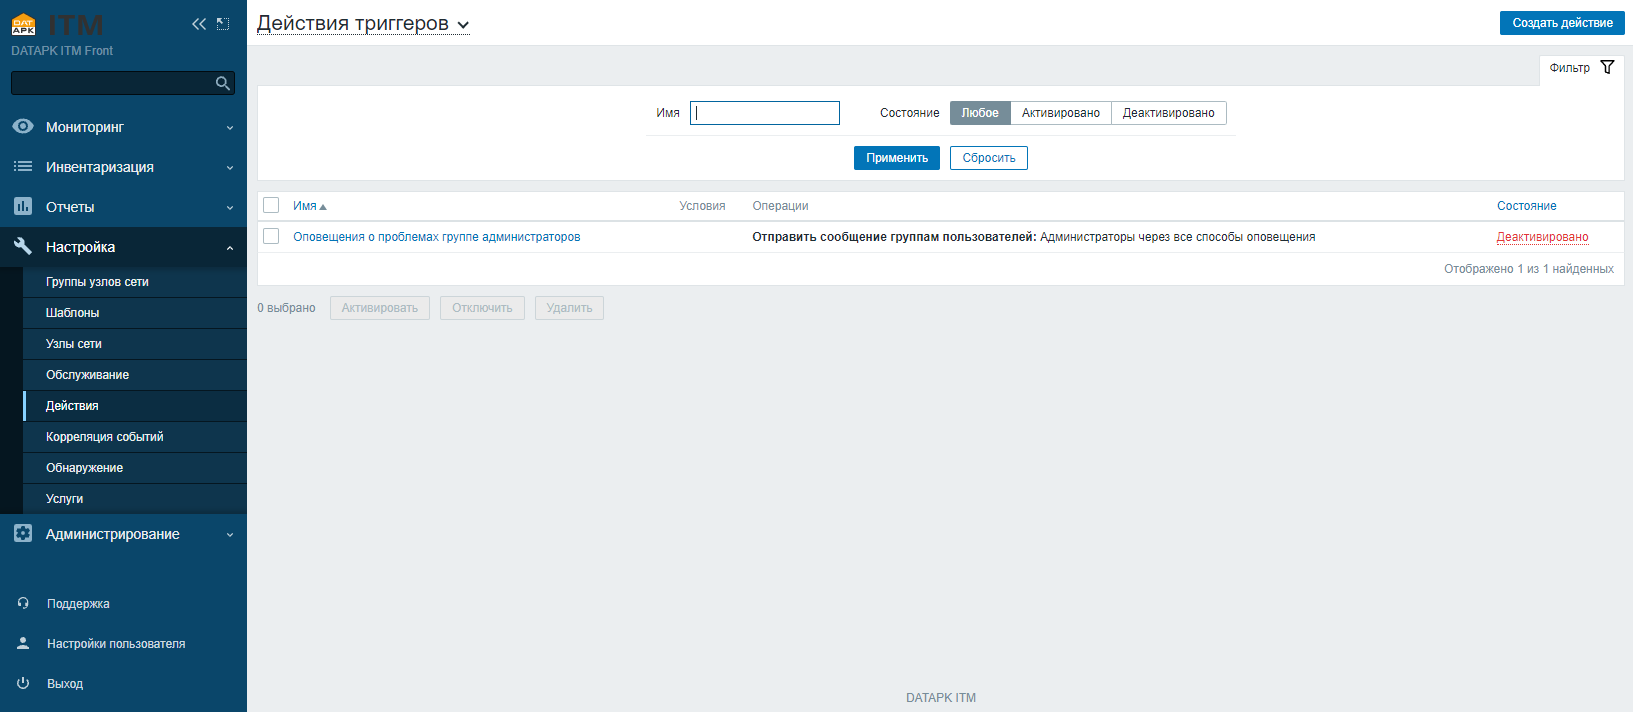 DAT
APK
ITM
DATAPK ITM Front
Мониторинг
Инвентаризация
Отчеты
Настройка
Группы узлов сети
Шаблоны
Узлы сети
Обслуживание
Действия
Корреляция событий
Обнаружение
Услуги
Администрирование
Поддержка
Настройки пользователя
Выход
Действия триггеров
Создать действие
Фильтр
Имя
Состояние Любое Активировано Деактивировано
Применить Сбросить
Имя Условия Операции Состояние
Оповещения о проблемах группе администраторов Отправить сообщение группам пользователей: Администраторы через все способы оповещения Деактивировано
Отображено 1 из 1 найденных
0 выбрано Активировать Отключить Удалить
DATAPK ITM